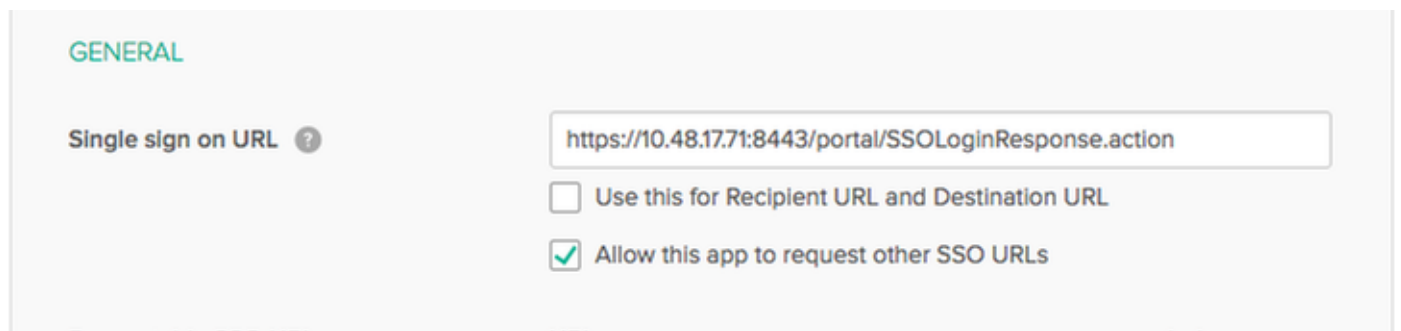 GENERAL
Single sign on URL ?
https://10.48.17.71:8443/portal/SSOLoginResponse.action
Use this for Recipient URL and Destination URL
Allow this app to request other SSO URLs